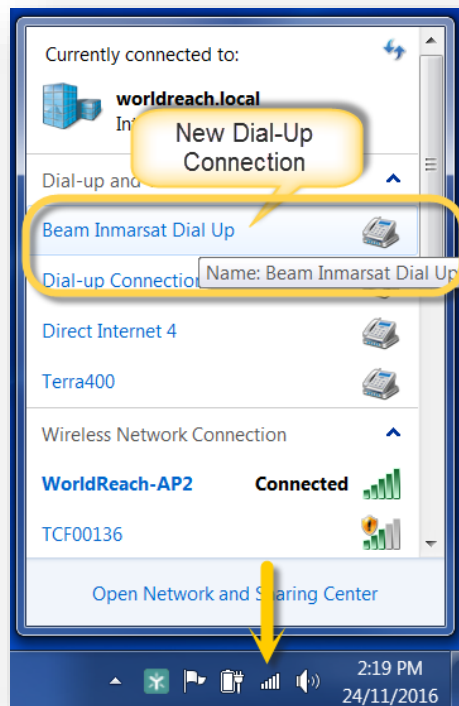 Currently connected to:
worldreach.local
New Dial-Up
Connection
Dial-up and
Beam Inmarsat Dial Up
Dial-up Connection
Name: Beam Inmarsat Dial Up
Direct Internet 4
Terra400
Wireless Network Connection
WorldReach-AP2 Connected
TCF00136
Open Network and Sharing Center
2:19 PM
24/11/2016